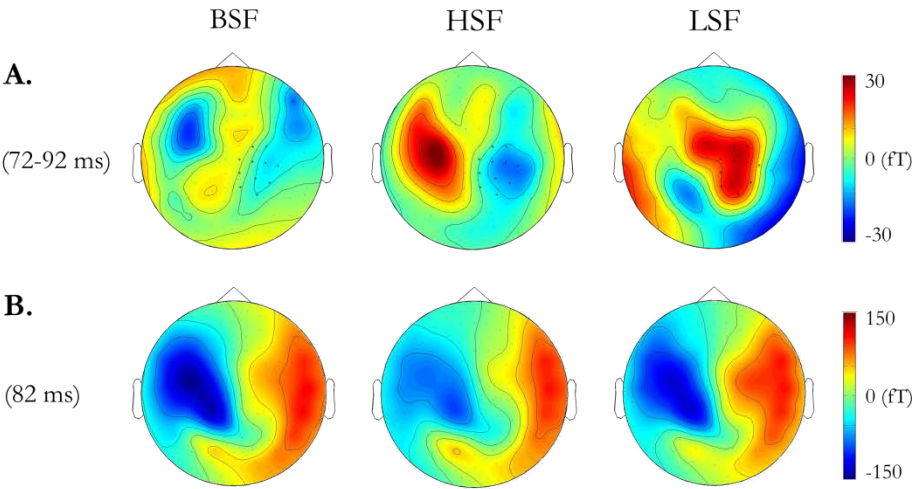 BSF HSF LSF
A.
30
(72-92 ms)
0 (fT)
-30
B.
150
(82 ms)
0 (fT)
-150